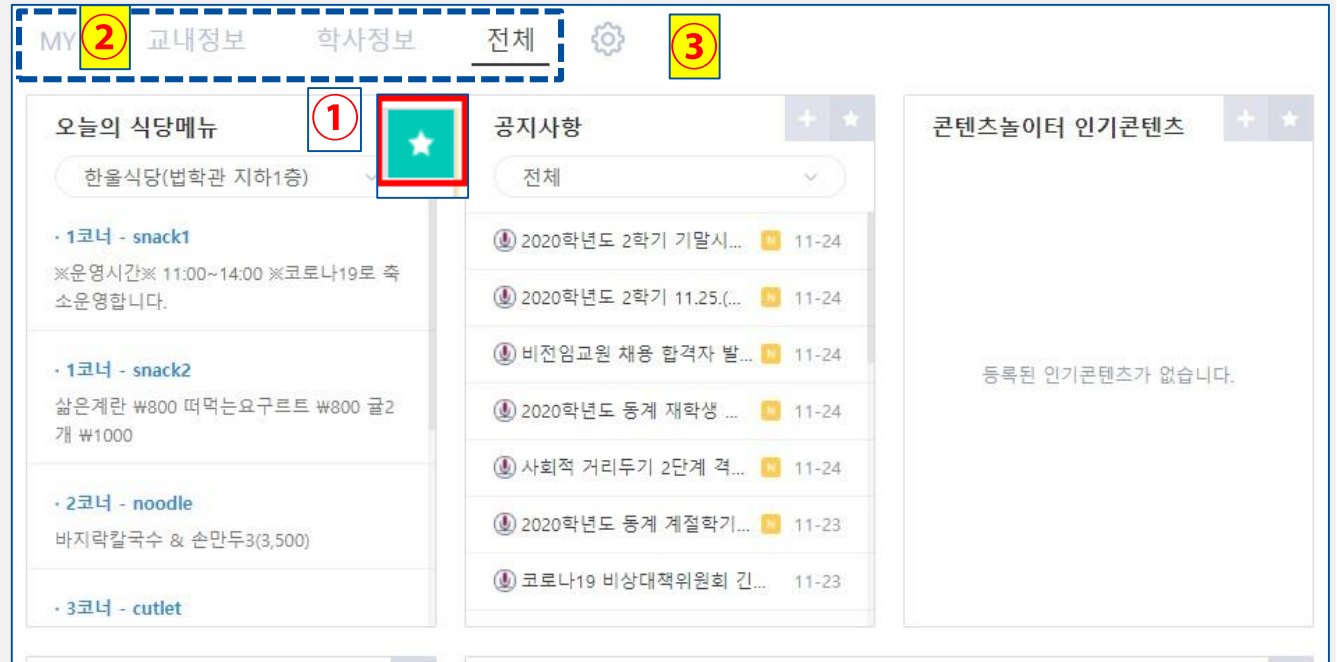 MY ② 교내정보 학사정보 전체 ③
①
오늘의 식당메뉴
한울식당(법학관 지하1층)
· 1코너 - snack1
※운영시간※ 11:00~14:00 ※코로나19로 축
소운영합니다.
· 1코너 - snack2
삶은계란 ₩800 떠먹는요구르트 ₩800 귤2
개 ₩1000
· 2코너 - noodle
바지락칼국수 & 손만두3(3,500)
· 3코너 - cutlet
공지사항
전체
2020학년도 2학기 기말시... N 11-24
2020학년도 2학기 11.25.(... N 11-24
비전임교원 채용 합격자 발... N 11-24
2020학년도 동계 재학생 ... N 11-24
사회적 거리두기 2단계 격... N 11-24
2020학년도 동계 계절학기... N 11-23
코로나19 비상대책위원회 긴... 11-23
콘텐츠놀이터 인기콘텐츠
등록된 인기콘텐츠가 없습니다.